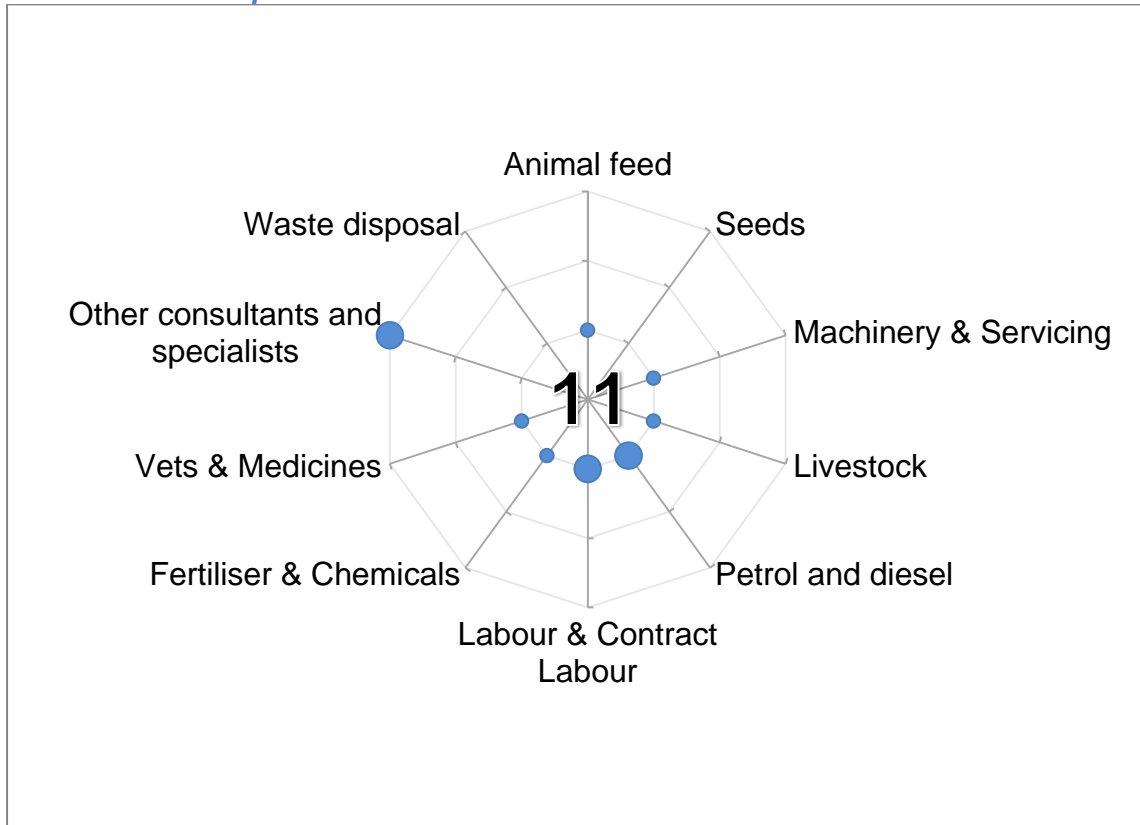 Animal feed
Waste disposal
Seeds
Other consultants and
specialists
Machinery & Servicing
11
Vets & Medicines
Livestock
Fertiliser & Chemicals
Petrol and diesel
Labour & Contract
Labour